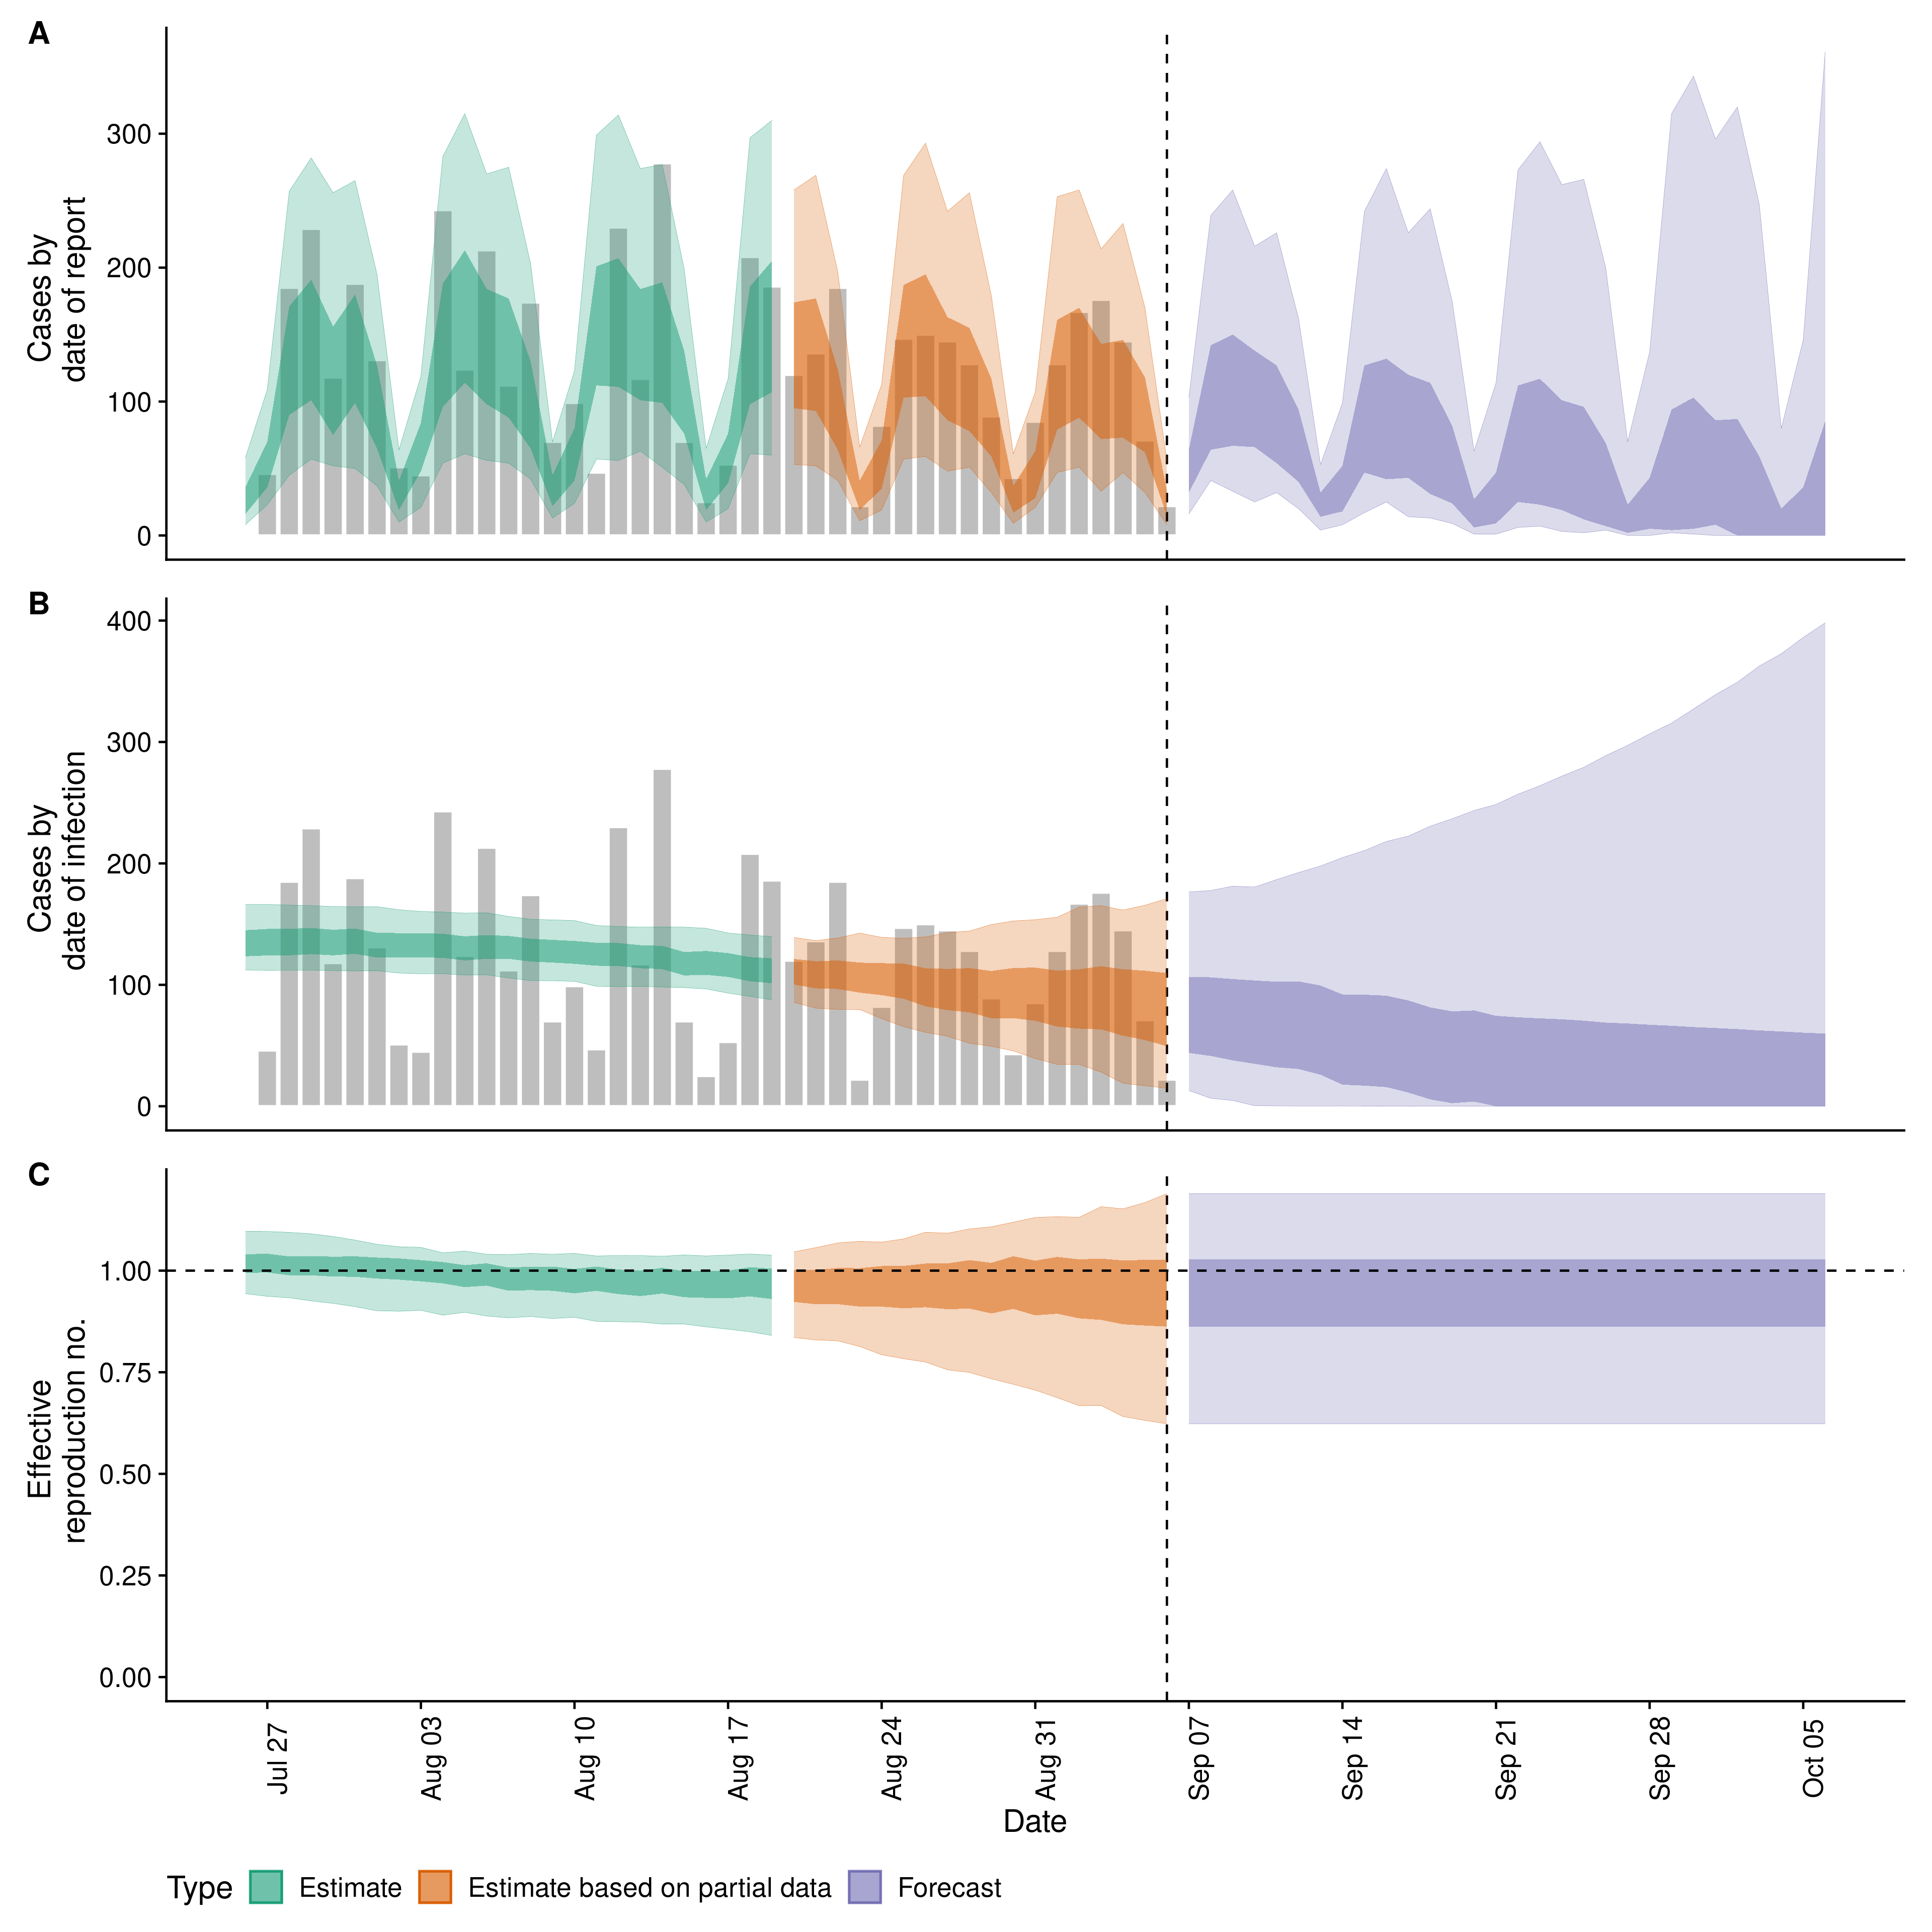 A
Cases by
date of report
300
200
100
0
B
Cases by
date of infection
400
300
200
100
0
C
Effective
reproduction no.
1.00
0.75
0.50
0.25
0.00
Jul 27
Aug 03
Aug 10
Aug 17
Aug 24
Aug 31
Sep 07
Sep 14
Sep 21
Sep 28
Oct 05
Date
Type Estimate Estimate based on partial data Forecast